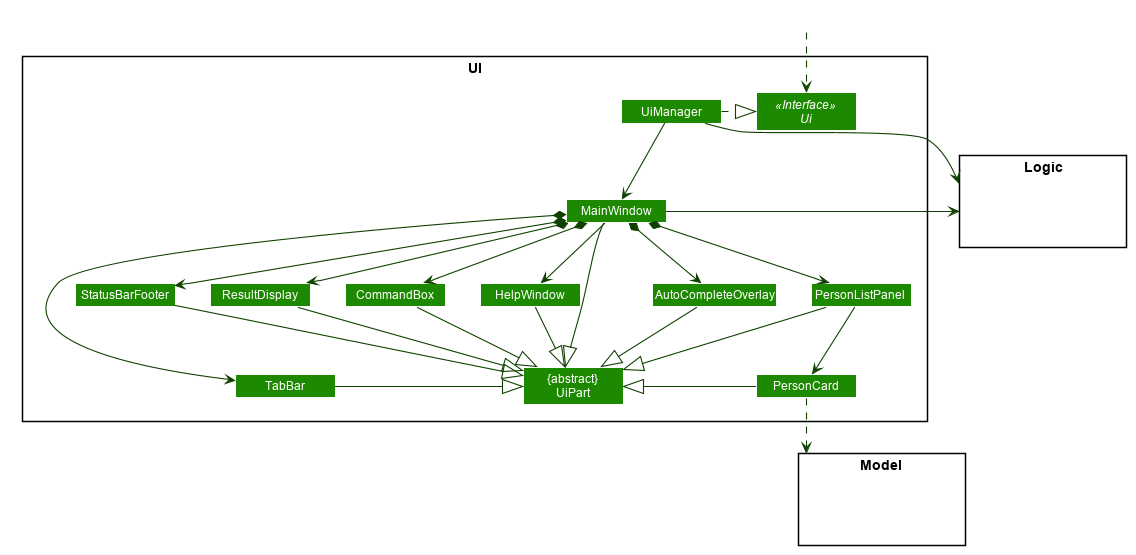 UI
«Interface»
Ui
UiManager
Logic
MainWindow
StatusBarFooter
ResultDisplay
CommandBox
HelpWindow
AutoCompleteOverlay
PersonListPanel
TabBar
{abstract}
UiPart
PersonCard
Model